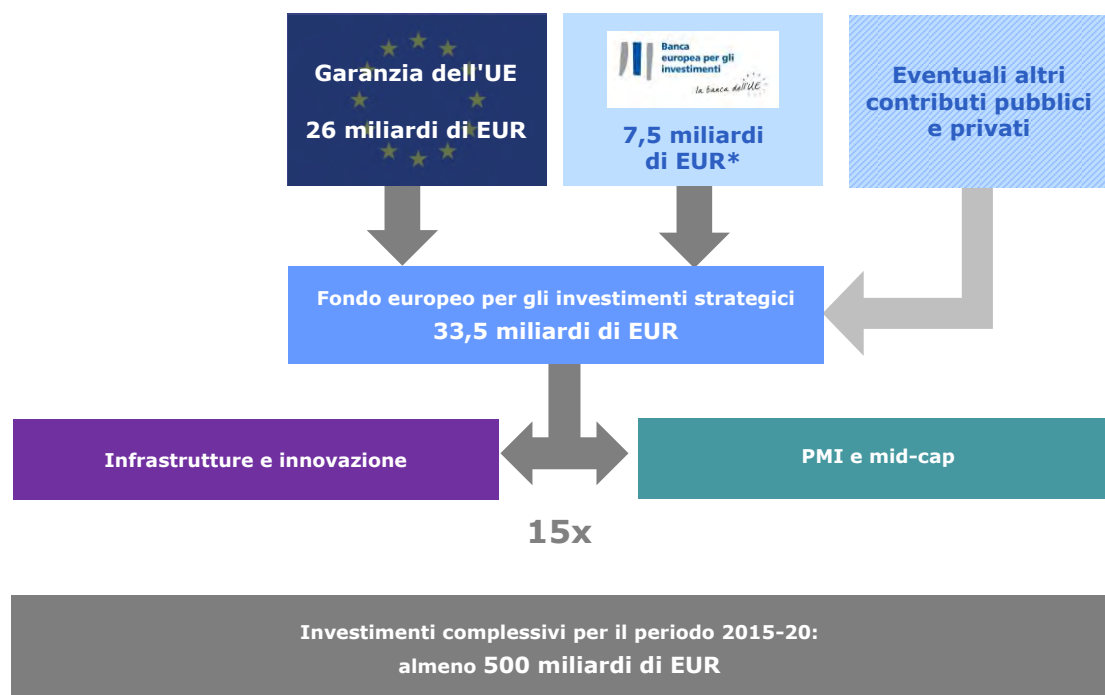 Garanzia dell'UE
26 miliardi di EUR
Banca
europea per gli
investimenti
la banca dell'UE
7,5 miliardi
di EUR*
Eventuali altri
contributi pubblici
e privati
Fondo europeo per gli investimenti strategici
33,5 miliardi di EUR
Infrastrutture e innovazione
PMI e mid-cap
15x
Investimenti complessivi per il periodo 2015-20:
almeno 500 miliardi di EUR